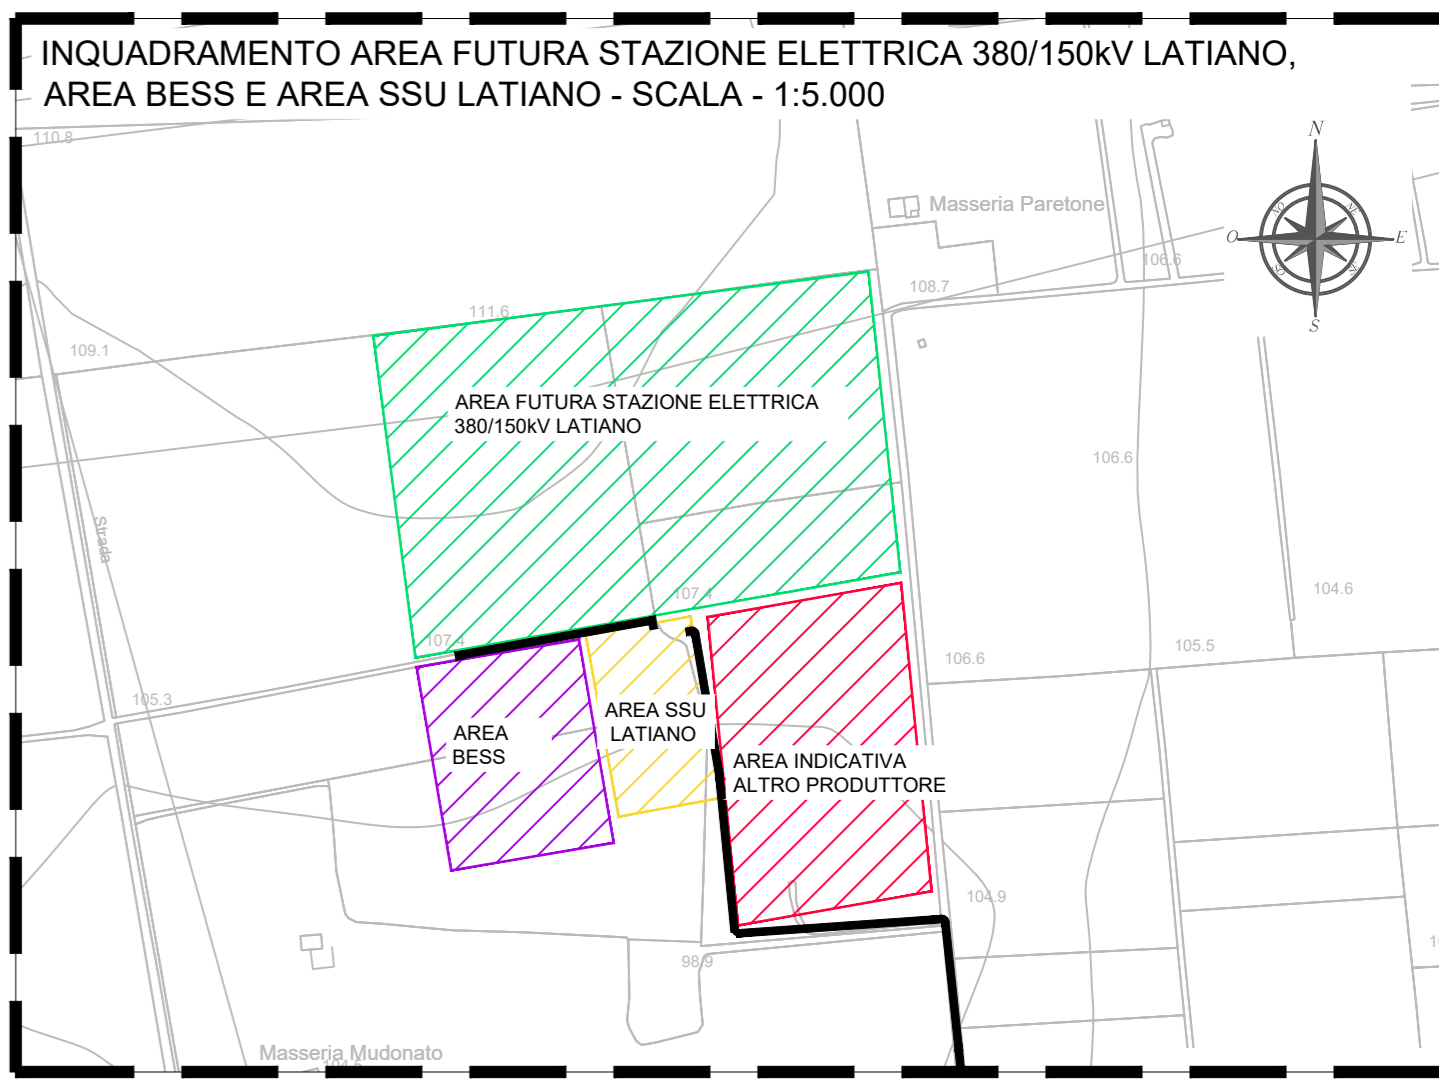 INQUADRAMENTO AREA FUTURA STAZIONE ELETTRICA 380/150kV LATIANO,
AREA BESS E AREA SSU LATIANO - SCALA - 1:5.000
110.8
N
Masseria Paretone
NO
NE
O
E
106.6
SO
SE
108.7
111.6
S
109.1
AREA FUTURA STAZIONE ELETTRICA
380/150kV LATIANO
106.6
Strada
104.6
107.4
107.4
105.5
106.6
105.3
AREA SSU
LATIANO
AREA
BESS
AREA INDICATIVA
ALTRO PRODUTTORE
104.9
98.9
Masseria Mudonato